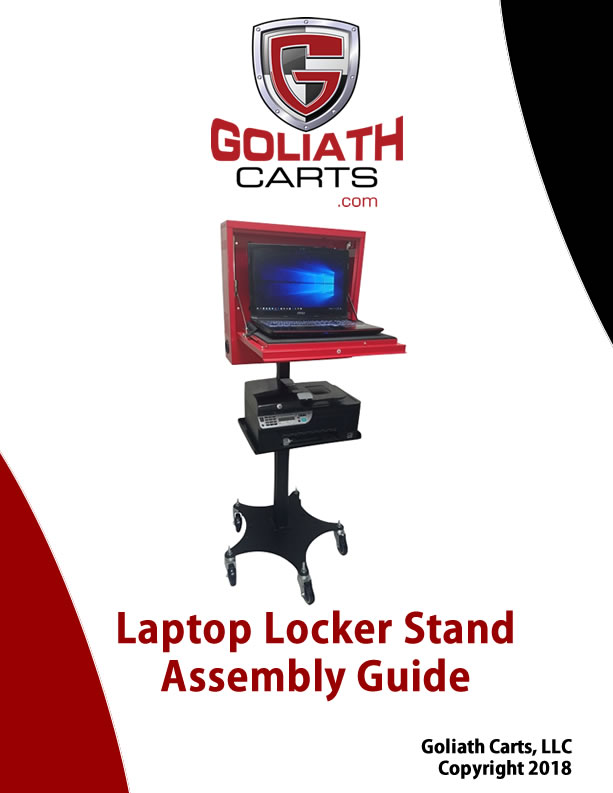 G
GOLIATH
CARTS
.com
Laptop Locker Stand
Assembly Guide
Goliath Carts, LLC
Copyright 2018